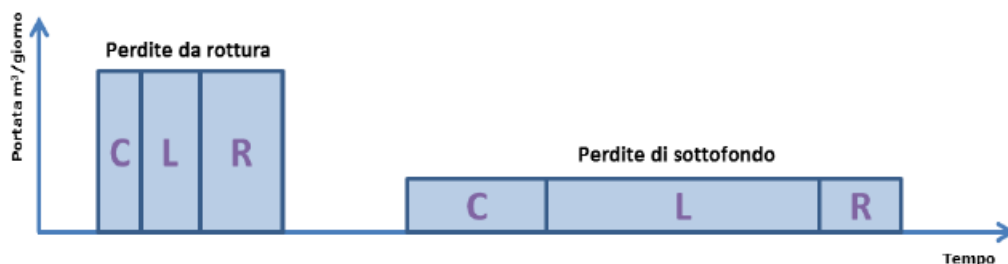 Portata m³/giorno
Perdite da rottura
C L R
Perdite di sottofondo
C L R
Tempo